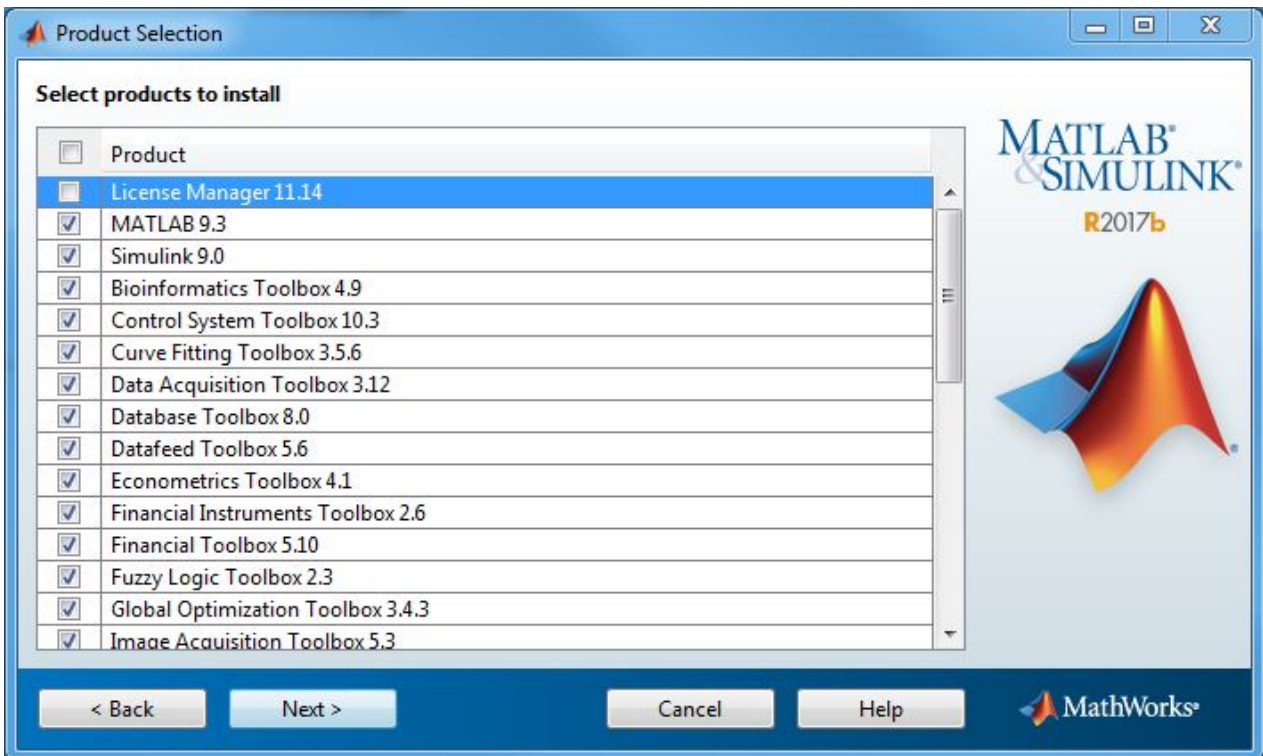 Product Selection
Select products to install
Product
License Manager 11.14
MATLAB 9.3
Simulink 9.0
Bioinformatics Toolbox 4.9
Control System Toolbox 10.3
Curve Fitting Toolbox 3.5.6
Data Acquisition Toolbox 3.12
Database Toolbox 8.0
Datafeed Toolbox 5.6
Econometrics Toolbox 4.1
Financial Instruments Toolbox 2.6
Financial Toolbox 5.10
Fuzzy Logic Toolbox 2.3
Global Optimization Toolbox 3.4.3
Image Acquisition Toolbox 5.3
MATLAB®
&SIMULINK®
R2017b
®
< Back
Next >
Cancel
Help
MathWorks®